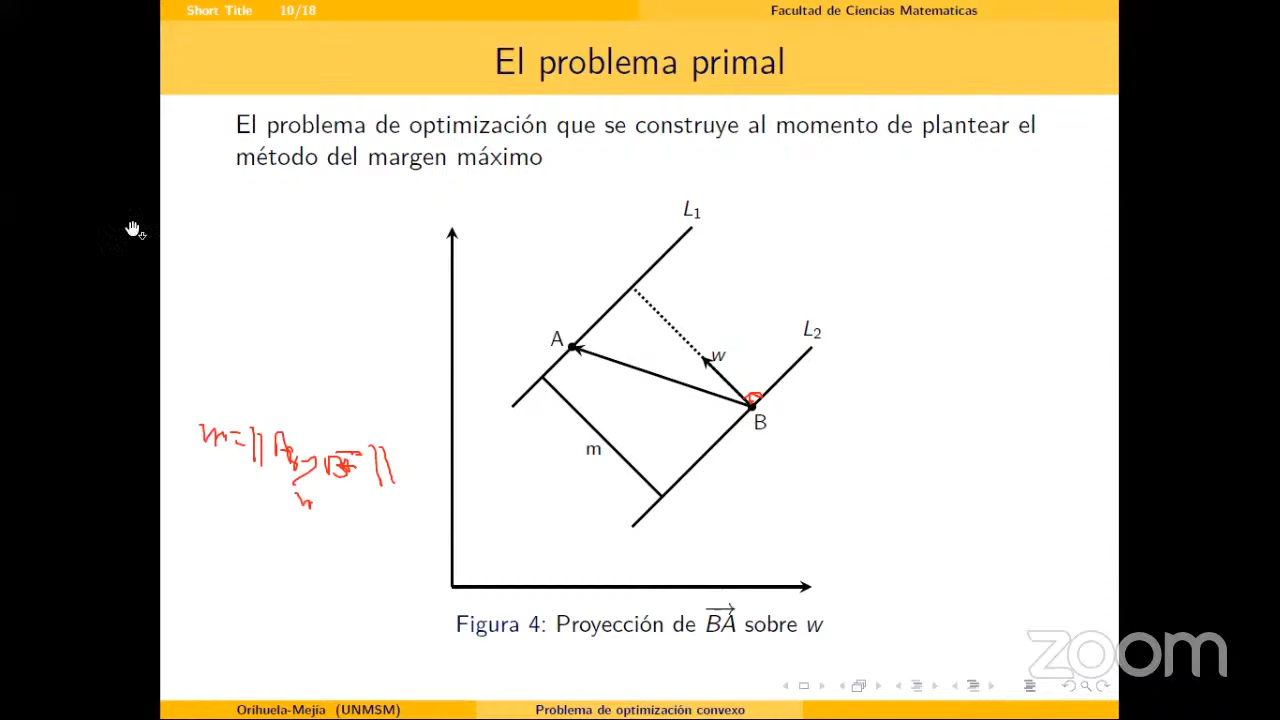 Short Title 10/18 Facultad de Ciencias Matematicas
El problema primal
El problema de optimización que se construye al momento de plantear el
método del margen máximo
L₁
L₂
A
w
B
m
m = ||
||
Figura 4: Proyección de BA sobre w
zoom
Orihuela-Mejía (UNMSM) Problema de optimización convexo